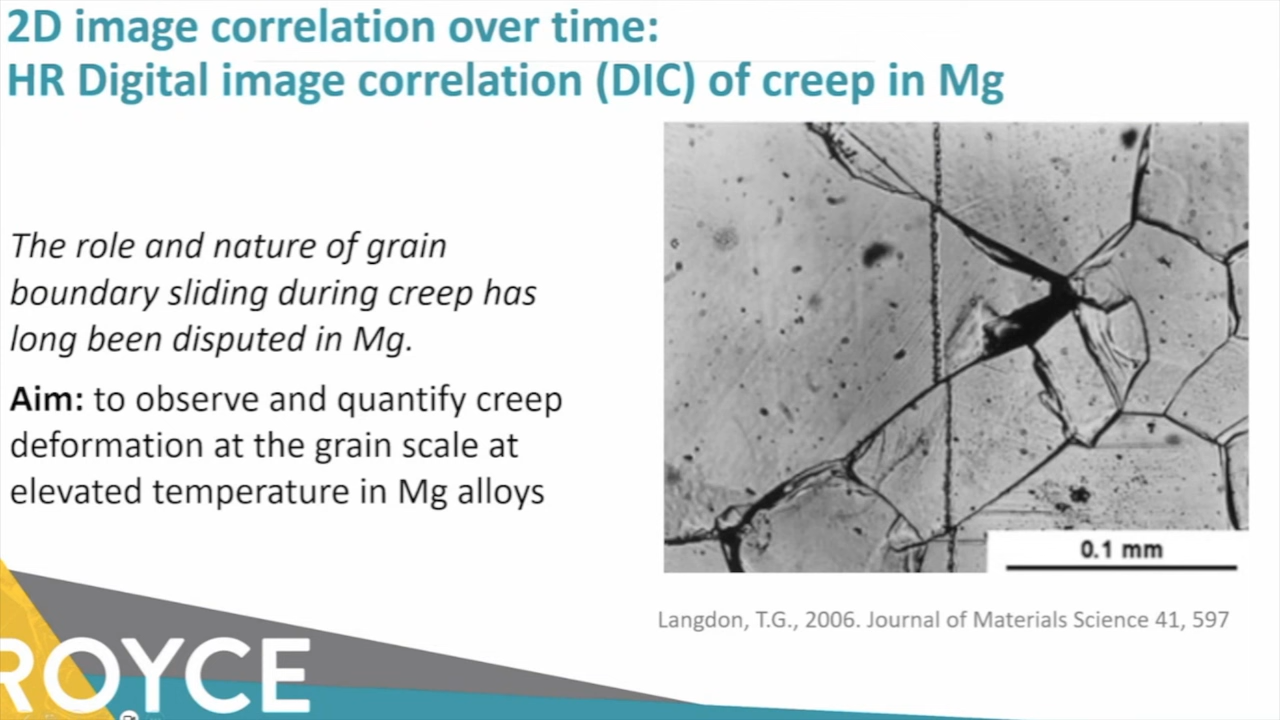 2D image correlation over time:
HR Digital image correlation (DIC) of creep in Mg
The role and nature of grain
boundary sliding during creep has
long been disputed in Mg.
Aim: to observe and quantify creep
deformation at the grain scale at
elevated temperature in Mg alloys
0.1 mm
Langdon, T.G., 2006. Journal of Materials Science 41, 597
ROYCE